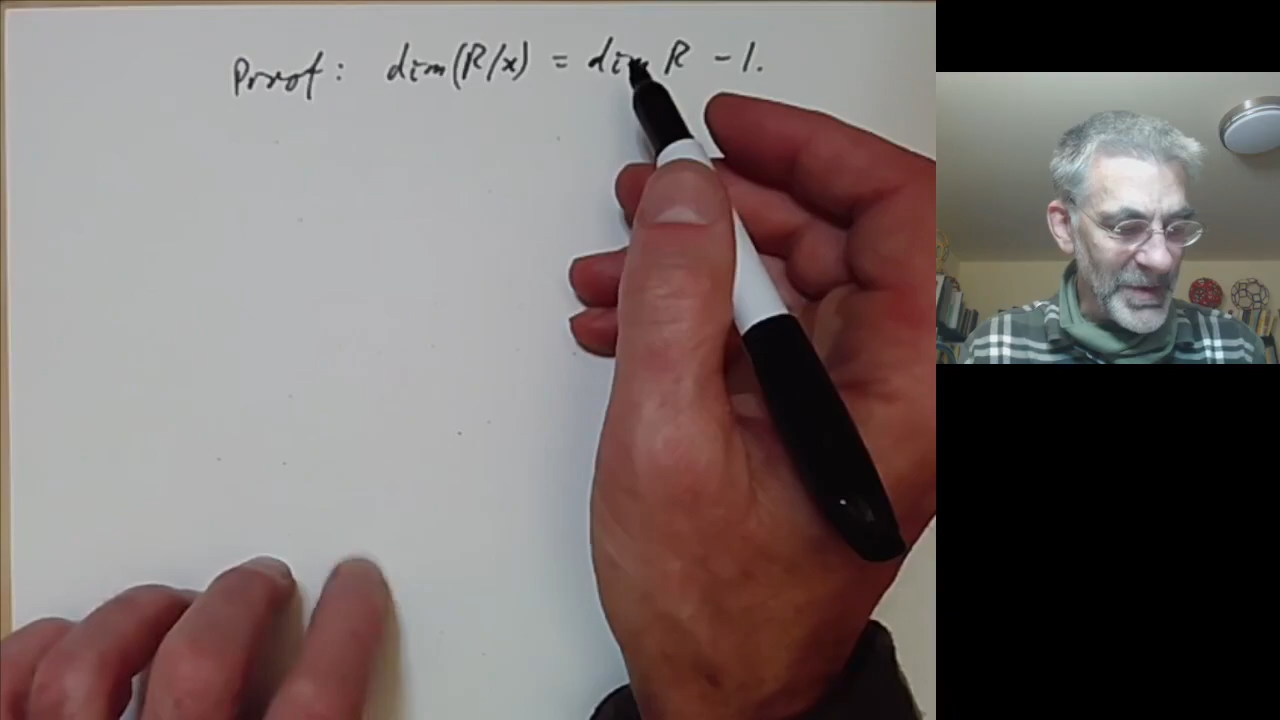 Proof: dim(R/x) = dim R - 1.